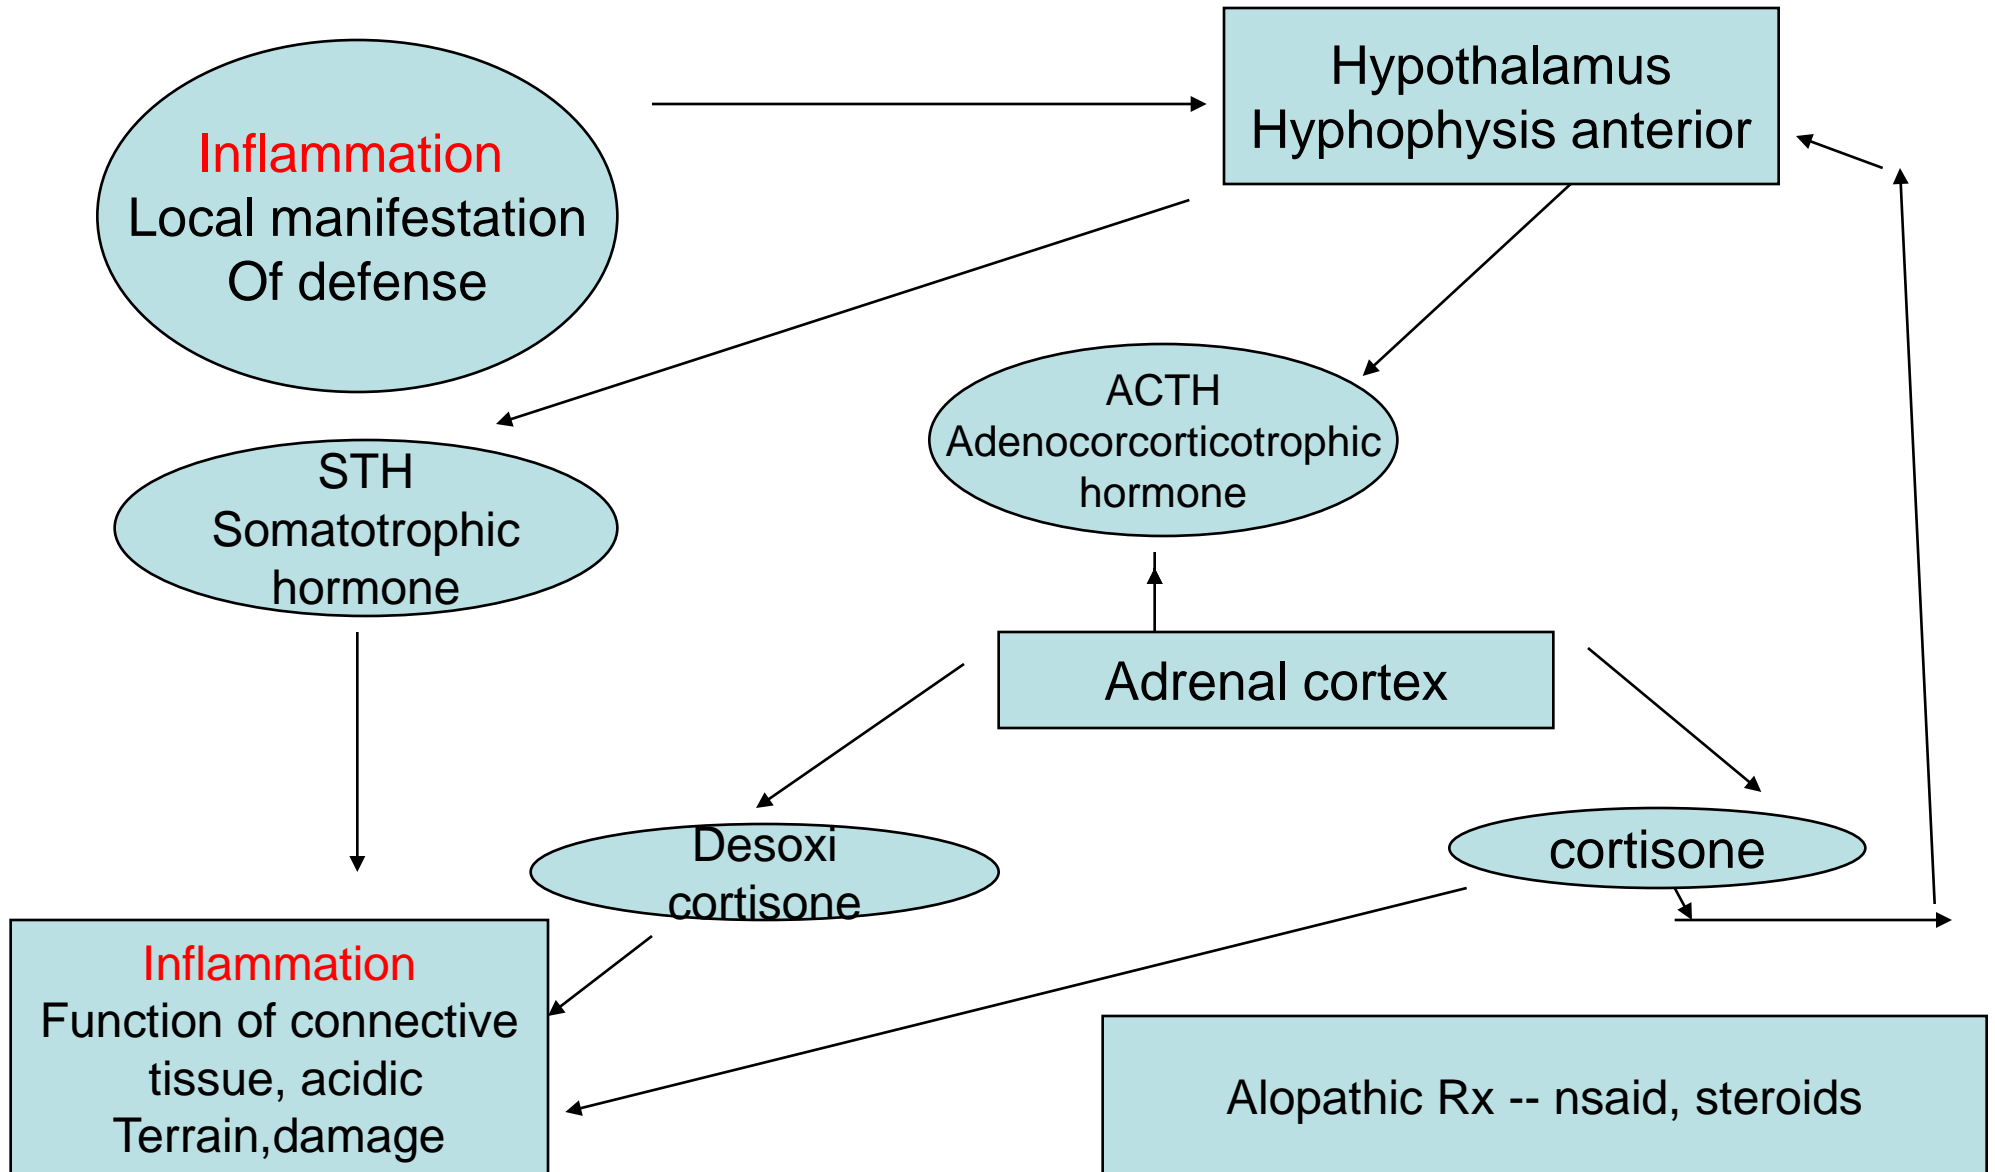 Hypothalamus
Hyphophysis anterior
Inflammation
Local manifestation
Of defense
ACTH
Adenocorcorticotrophic
hormone
STH
Somatotrophic
hormone
Adrenal cortex
Desoxi
cortisone
cortisone
Inflammation
Function of connective
tissue, acidic
Terrain,damage
Alopathic Rx -- nsaid, steroids